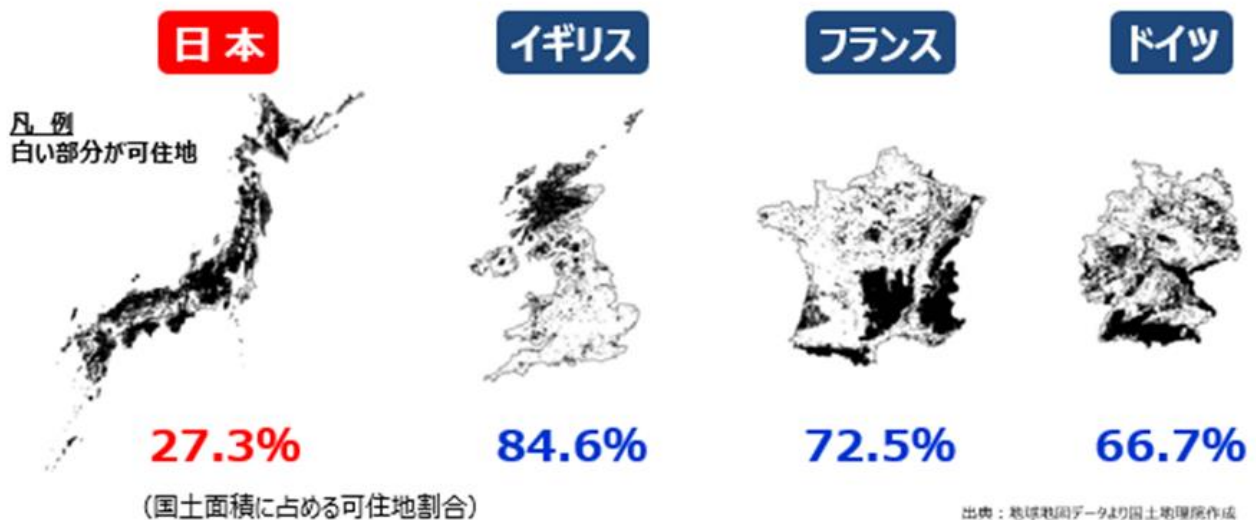 日本
イギリス
フランス
ドイツ
凡 例
白い部分が可住地
27.3%
84.6%
72.5%
66.7%
（国土面積に占める可住地割合）
出典：地球地図データより国土地理院作成